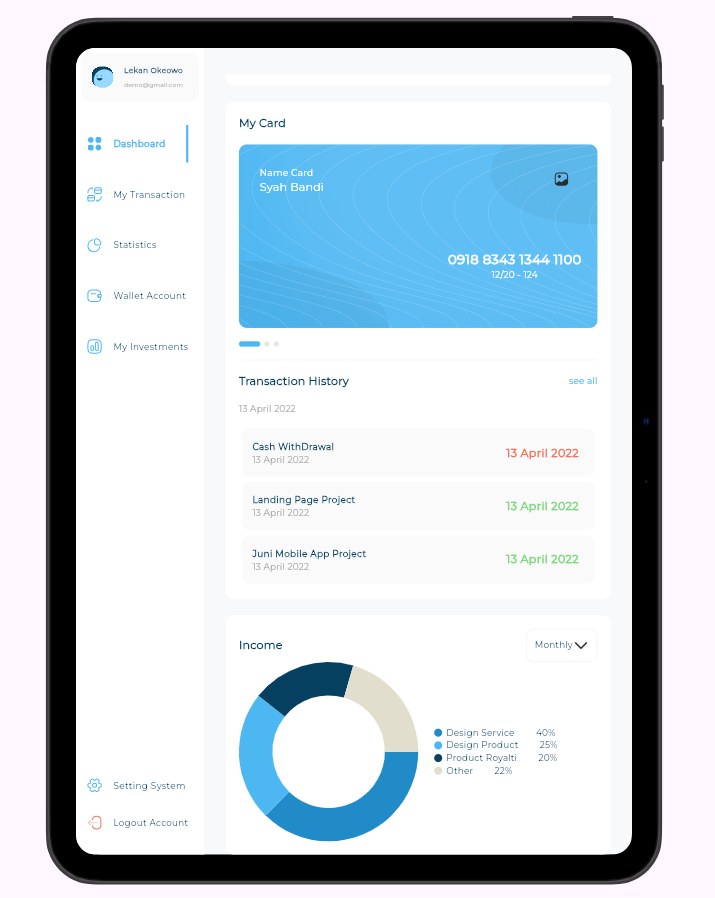 Lekan Okeowo
demo@gmail.com
Dashboard
My Transaction
Statistics
Wallet Account
My Investments
Setting System
Logout Account
My Card
Name Card
Syah Bandi
0918 8343 1344 1100
12/20 - 124
Transaction History see all
13 April 2022
Cash WithDrawal
13 April 2022
13 April 2022
Landing Page Project
13 April 2022
13 April 2022
Juni Mobile App Project
13 April 2022
13 April 2022
Income Monthly
Design Service 40%
Design Product 25%
Product Royalti 20%
Other 22%